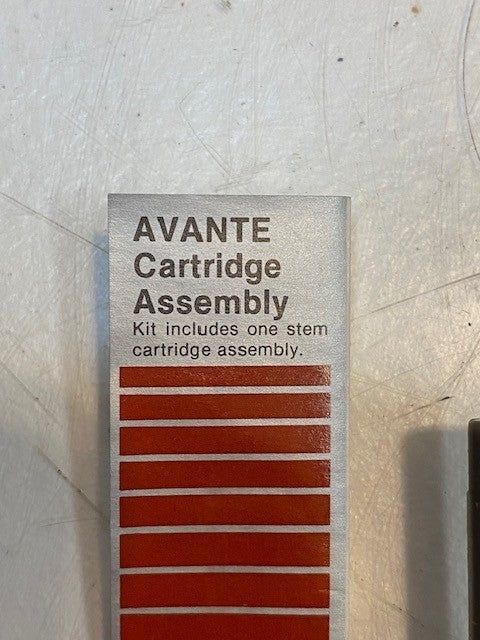 AVANTE
Cartridge
Assembly
Kit includes one stem
cartridge assembly.